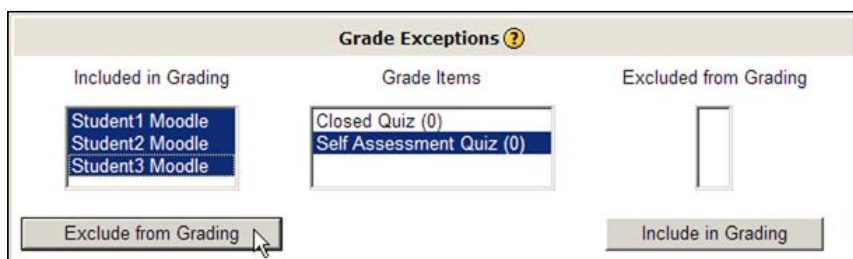 Grade Exceptions ?
Included in Grading
Grade Items
Excluded from Grading
Student1 Moodle
Student2 Moodle
Student3 Moodle
Closed Quiz (0)
Self Assessment Quiz (0)
Exclude from Grading
Include in Grading